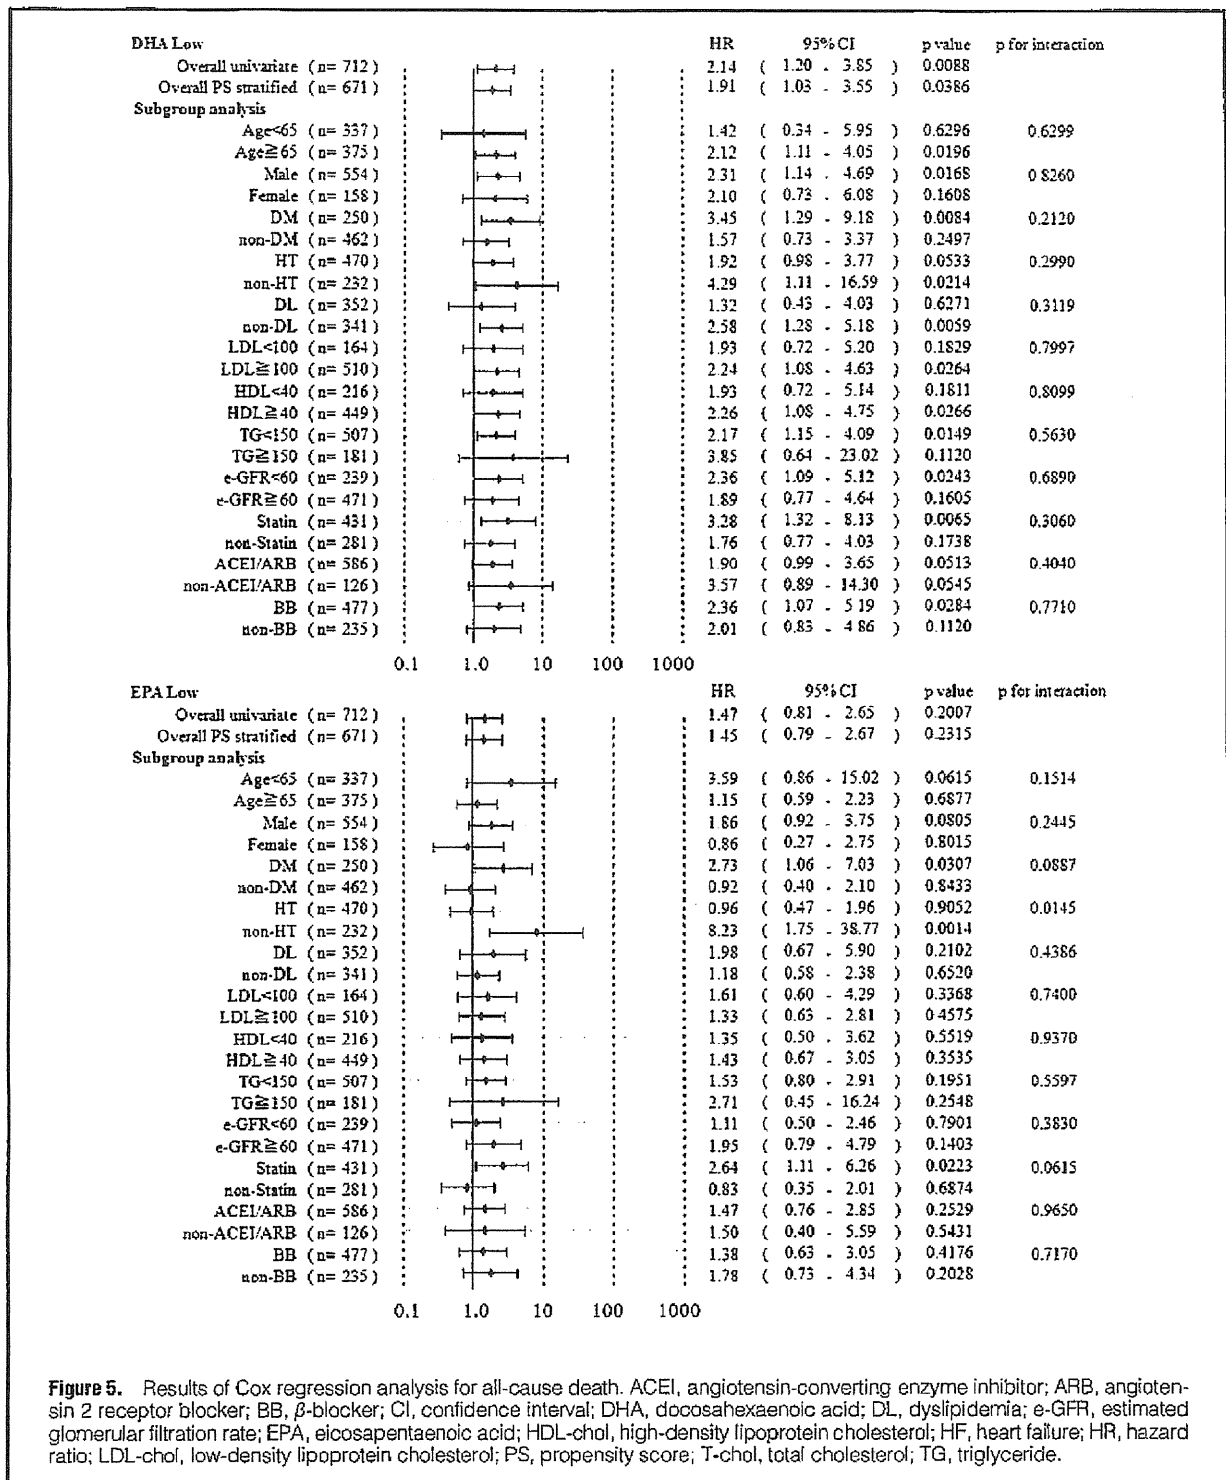 DHA Low HR 95% CI p value p for interaction
Overall univariate (n= 712) 2.14 ( 1.20 - 3.85 ) 0.0088
Overall PS stratified (n= 671) 1.91 ( 1.03 - 3.55 ) 0.0386
Subgroup analysis
Age<65 (n= 337) 1.42 ( 0.34 - 5.95 ) 0.6296 0.6299
Age≧65 (n= 375) 2.12 ( 1.11 - 4.05 ) 0.0196
Male (n= 554) 2.31 ( 1.14 - 4.69 ) 0.0168 0.8260
Female (n= 158) 2.10 ( 0.73 - 6.08 ) 0.1608
DM (n= 250) 3.45 ( 1.29 - 9.18 ) 0.0084 0.2120
non-DM (n= 462) 1.57 ( 0.73 - 3.37 ) 0.2497
HT (n= 470) 1.92 ( 0.98 - 3.77 ) 0.0533 0.2990
non-HT (n= 232) 4.29 ( 1.11 - 16.59 ) 0.0214
DL (n= 352) 1.32 ( 0.43 - 4.03 ) 0.6271 0.3119
non-DL (n= 341) 2.58 ( 1.28 - 5.18 ) 0.0059
LDL<100 (n= 164) 1.93 ( 0.72 - 5.20 ) 0.1829 0.7997
LDL≧100 (n= 510) 2.24 ( 1.08 - 4.63 ) 0.0264
HDL<40 (n= 216) 1.93 ( 0.72 - 5.14 ) 0.1811 0.8099
HDL≧40 (n= 449) 2.26 ( 1.08 - 4.75 ) 0.0266
TG<150 (n= 507) 2.17 ( 1.15 - 4.09 ) 0.0149 0.5630
TG≧150 (n= 181) 3.85 ( 0.64 - 23.02 ) 0.1120
e-GFR<60 (n= 239) 2.36 ( 1.09 - 5.12 ) 0.0243 0.6890
e-GFR≧60 (n= 471) 1.89 ( 0.77 - 4.64 ) 0.1605
Statin (n= 431) 3.28 ( 1.32 - 8.13 ) 0.0065 0.3060
non-Statin (n= 281) 1.76 ( 0.77 - 4.03 ) 0.1738
ACEI/ARB (n= 586) 1.90 ( 0.99 - 3.65 ) 0.0513 0.4040
non-ACEI/ARB (n= 126) 3.57 ( 0.89 - 14.30 ) 0.0545
BB (n= 477) 2.36 ( 1.07 - 5.19 ) 0.0284 0.7710
non-BB (n= 235) 2.01 ( 0.83 - 4.86 ) 0.1120
0.1 1.0 10 100 1000
EPA Low HR 95% CI p value p for interaction
Overall univariate (n= 712) 1.47 ( 0.81 - 2.65 ) 0.2007
Overall PS stratified (n= 671) 1.45 ( 0.79 - 2.67 ) 0.2315
Subgroup analysis
Age<65 (n= 337) 3.59 ( 0.86 - 15.02 ) 0.0615 0.1514
Age≧65 (n= 375) 1.15 ( 0.59 - 2.23 ) 0.6877
Male (n= 554) 1.86 ( 0.92 - 3.75 ) 0.0805 0.2445
Female (n= 158) 0.86 ( 0.27 - 2.75 ) 0.8015
DM (n= 250) 2.73 ( 1.06 - 7.03 ) 0.0307 0.0887
non-DM (n= 462) 0.92 ( 0.40 - 2.10 ) 0.8433
HT (n= 470) 0.96 ( 0.47 - 1.96 ) 0.9052 0.0145
non-HT (n= 232) 8.23 ( 1.75 - 38.77 ) 0.0014
DL (n= 352) 1.98 ( 0.67 - 5.90 ) 0.2102 0.4386
non-DL (n= 341) 1.18 ( 0.58 - 2.38 ) 0.6520
LDL<100 (n= 164) 1.61 ( 0.60 - 4.29 ) 0.3368 0.7400
LDL≧100 (n= 510) 1.33 ( 0.63 - 2.81 ) 0.4575
HDL<40 (n= 216) 1.35 ( 0.50 - 3.62 ) 0.5519 0.9370
HDL≧40 (n= 449) 1.43 ( 0.67 - 3.05 ) 0.3535
TG<150 (n= 507) 1.53 ( 0.80 - 2.91 ) 0.1951 0.5597
TG≧150 (n= 181) 2.71 ( 0.45 - 16.24 ) 0.2548
e-GFR<60 (n= 239) 1.11 ( 0.50 - 2.46 ) 0.7901 0.3830
e-GFR≧60 (n= 471) 1.95 ( 0.79 - 4.79 ) 0.1403
Statin (n= 431) 2.64 ( 1.11 - 6.26 ) 0.0223 0.0615
non-Statin (n= 281) 0.83 ( 0.35 - 2.01 ) 0.6874
ACEI/ARB (n= 586) 1.47 ( 0.76 - 2.85 ) 0.2529 0.9650
non-ACEI/ARB (n= 126) 1.50 ( 0.40 - 5.59 ) 0.5431
BB (n= 477) 1.38 ( 0.63 - 3.05 ) 0.4176 0.7170
non-BB (n= 235) 1.78 ( 0.73 - 4.34 ) 0.2028
0.1 1.0 10 100 1000
Figure 5. Results of Cox regression analysis for all-cause death. ACEI, angiotensin-converting enzyme inhibitor; ARB, angioten-
sin 2 receptor blocker; BB, β-blocker; CI, confidence interval; DHA, docosahexaenoic acid; DL, dyslipidemia; e-GFR, estimated
glomerular filtration rate; EPA, eicosapentaenoic acid; HDL-chol, high-density lipoprotein cholesterol; HF, heart failure; HR, hazard
ratio; LDL-chol, low-density lipoprotein cholesterol; PS, propensity score; T-chol, total cholesterol; TG, triglyceride.